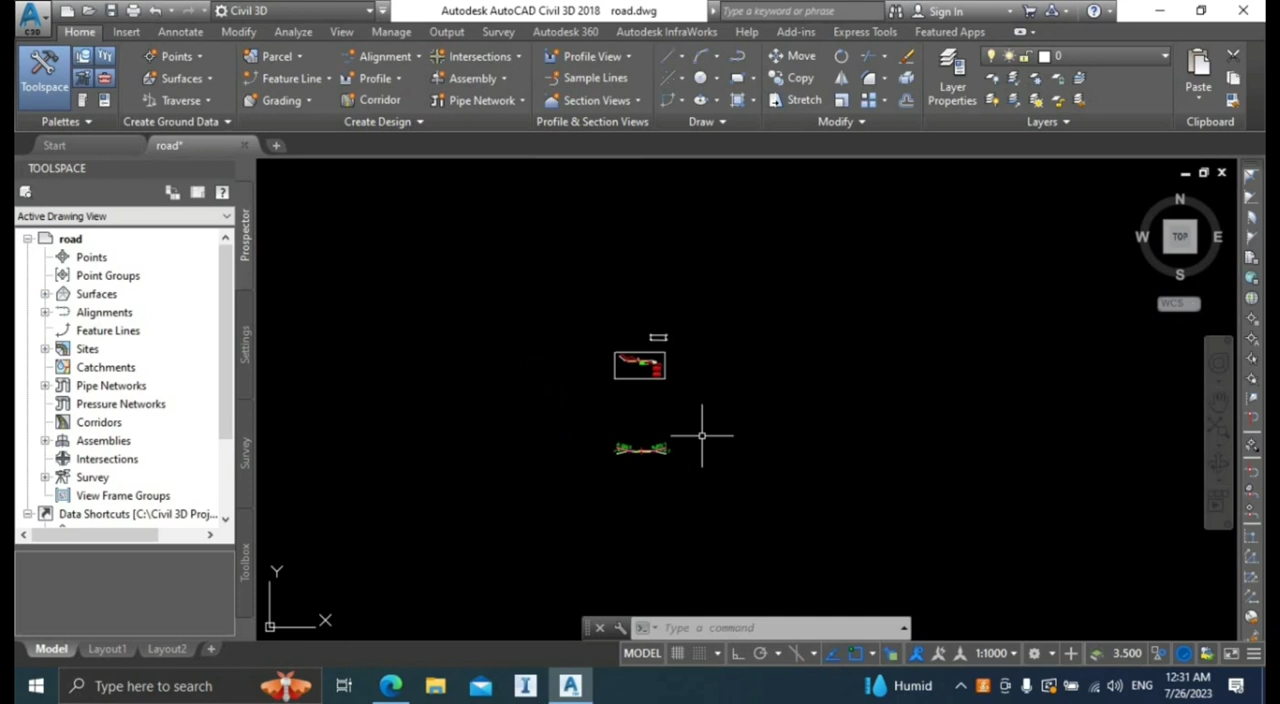 Civil 3D
Autodesk AutoCAD Civil 3D 2018 road.dwg
Type a keyword or phrase
Sign In
C3D
Home Insert Annotate Modify Analyze View Manage Output Survey Autodesk 360 Autodesk InfraWorks Help Add-ins Express Tools Featured Apps
Toolspace
Points
Surfaces
Traverse
Parcel
Feature Line
Grading
Alignment
Profile
Corridor
Intersections
Assembly
Pipe Network
Profile View
Sample Lines
Section Views
Move
Copy
Stretch
Layer
Properties
0
Paste
Palettes Create Ground Data Create Design Profile & Section Views Draw Modify Layers Clipboard
Start road*
TOOLSPACE
Active Drawing View
road
Points
Point Groups
Surfaces
Alignments
Feature Lines
Sites
Catchments
Pipe Networks
Pressure Networks
Corridors
Assemblies
Intersections
Survey
View Frame Groups
Data Shortcuts [C:\Civil 3D Proj...
Prospector
Settings
Survey
Toolbox
N
W TOP E
S
WCS
Y
X
Type a command
Model Layout1 Layout2 +
MODEL 1:1000 3.500
Type here to search
Humid
ENG
12:31 AM
7/26/2023